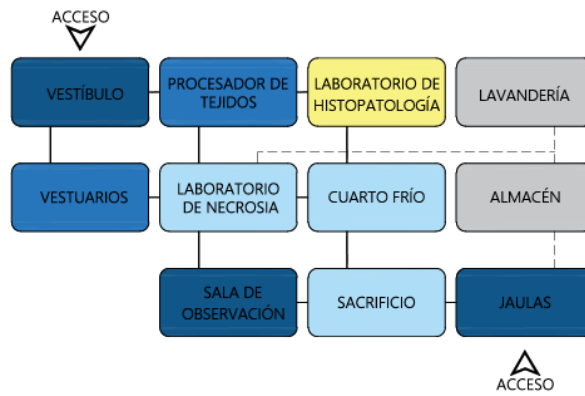 ACCESO
VESTÍBULO
PROCESADOR DE
TEJIDOS
LABORATORIO DE
HISTOPATOLOGÍA
LAVANDERÍA
VESTUARIOS
LABORATORIO
DE NECROSIA
CUARTO FRÍO
ALMACÉN
SALA DE
OBSERVACIÓN
SACRIFICIO
JAULAS
ACCESO